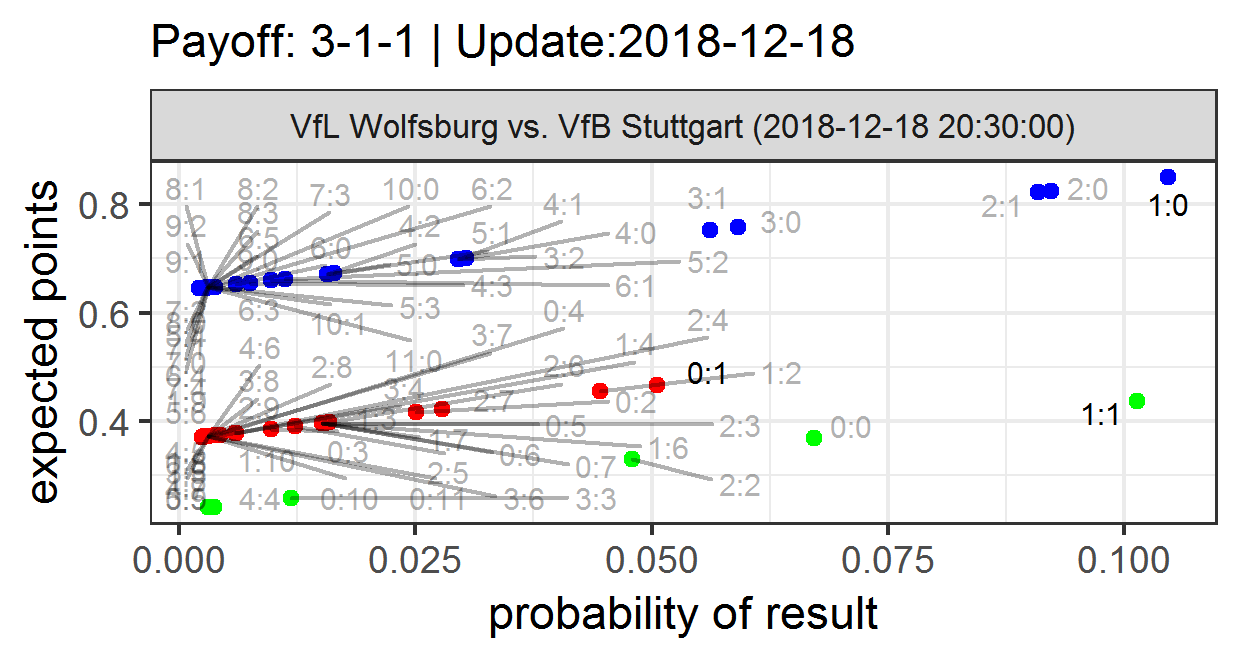 Payoff: 3-1-1 | Update:2018-12-18
VfL Wolfsburg vs. VfB Stuttgart (2018-12-18 20:30:00)
expected points
0.8
0.6
0.4
8:1 8:2 7:3 10:0 6:2 4:1 3:1 2:0
9:2 8:3 4:2 5:1 4:0 3:0 2:1 1:0
6:5 6:0 3:2 5:2
5:0 4:3 6:1
6:3 10:1 5:3 0:4 2:4
4:6 3:7 1:4
2:8 11:0 2:6 0:1 1:2
3:8 3:4 2:7 0:2
2:9 1:3 0:5 2:3 0:0 1:1
1:10 0:3 1:7 0:6 0:7 1:6
2:5 2:2
4:4 0:10 0:11 3:6 3:3
0.000 0.025 0.050 0.075 0.100
probability of result